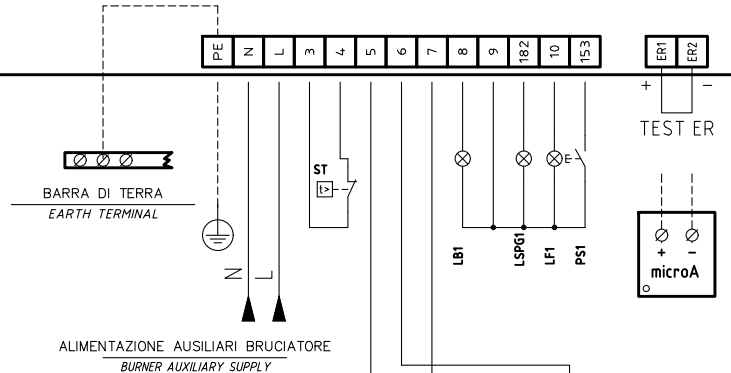 PE N L 3 4 5 6 7 8 9 182 10 153 ER1 ER2
+ -
TEST ER
ST
t>
BARRA DI TERRA
EARTH TERMINAL
E
LB1 LSPG1 LF1 PS1
N L
+ -
microA
ALIMENTAZIONE AUSILIARI BRUCIATORE
BURNER AUXILIARY SUPPLY